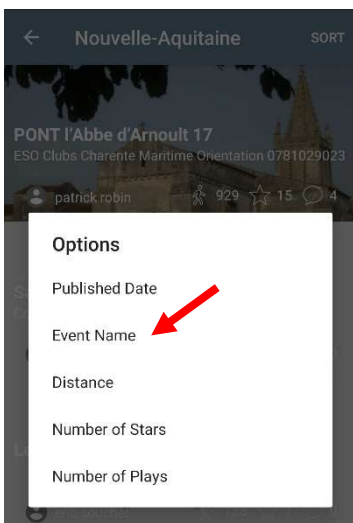 Nouvelle-Aquitaine SORT
PONT l'Abbe d'Arnoult 17
ESO Clubs Charente Maritime Orientation 0781029023
patrick robin 929 15 4
Options
Published Date
Event Name
Distance
Number of Stars
Number of Plays